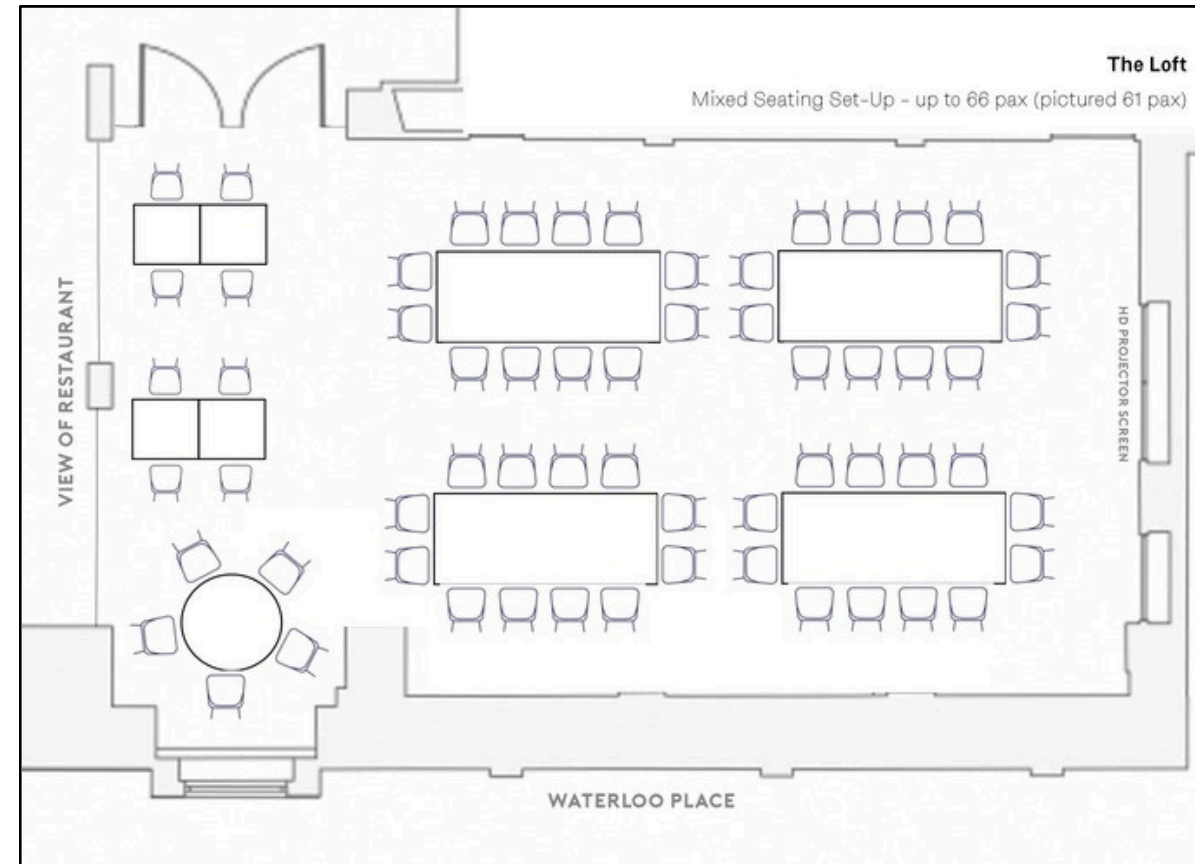 The Loft
Mixed Seating Set-Up - up to 66 pax (pictured 61 pax)
VIEW OF RESTAURANT
HD PROJECTOR SCREEN
WATERLOO PLACE